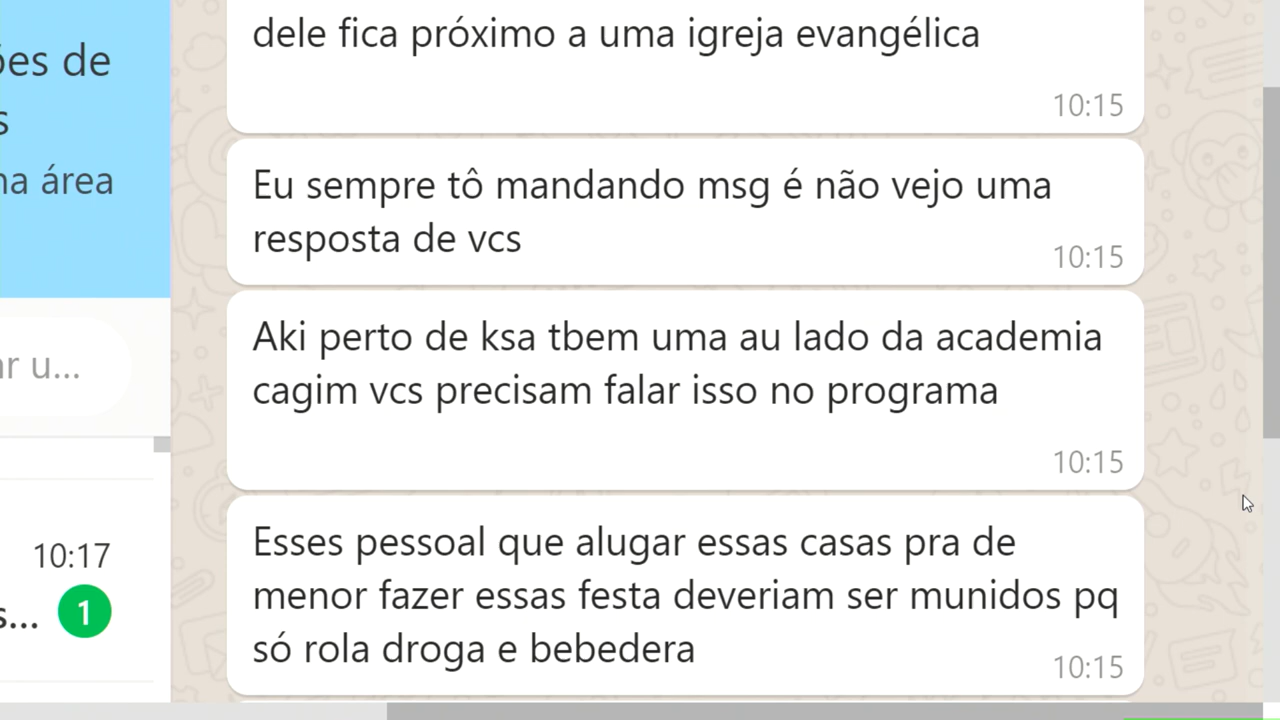 ões de
s
na área
ar u...
10:17
s... 1
dele fica próximo a uma igreja evangélica
10:15
Eu sempre tô mandando msg é não vejo uma
resposta de vcs
10:15
Aki perto de ksa tbem uma au lado da academia
cagim vcs precisam falar isso no programa
10:15
Esses pessoal que alugar essas casas pra de
menor fazer essas festa deveriam ser munidos pq
só rola droga e bebedera
10:15